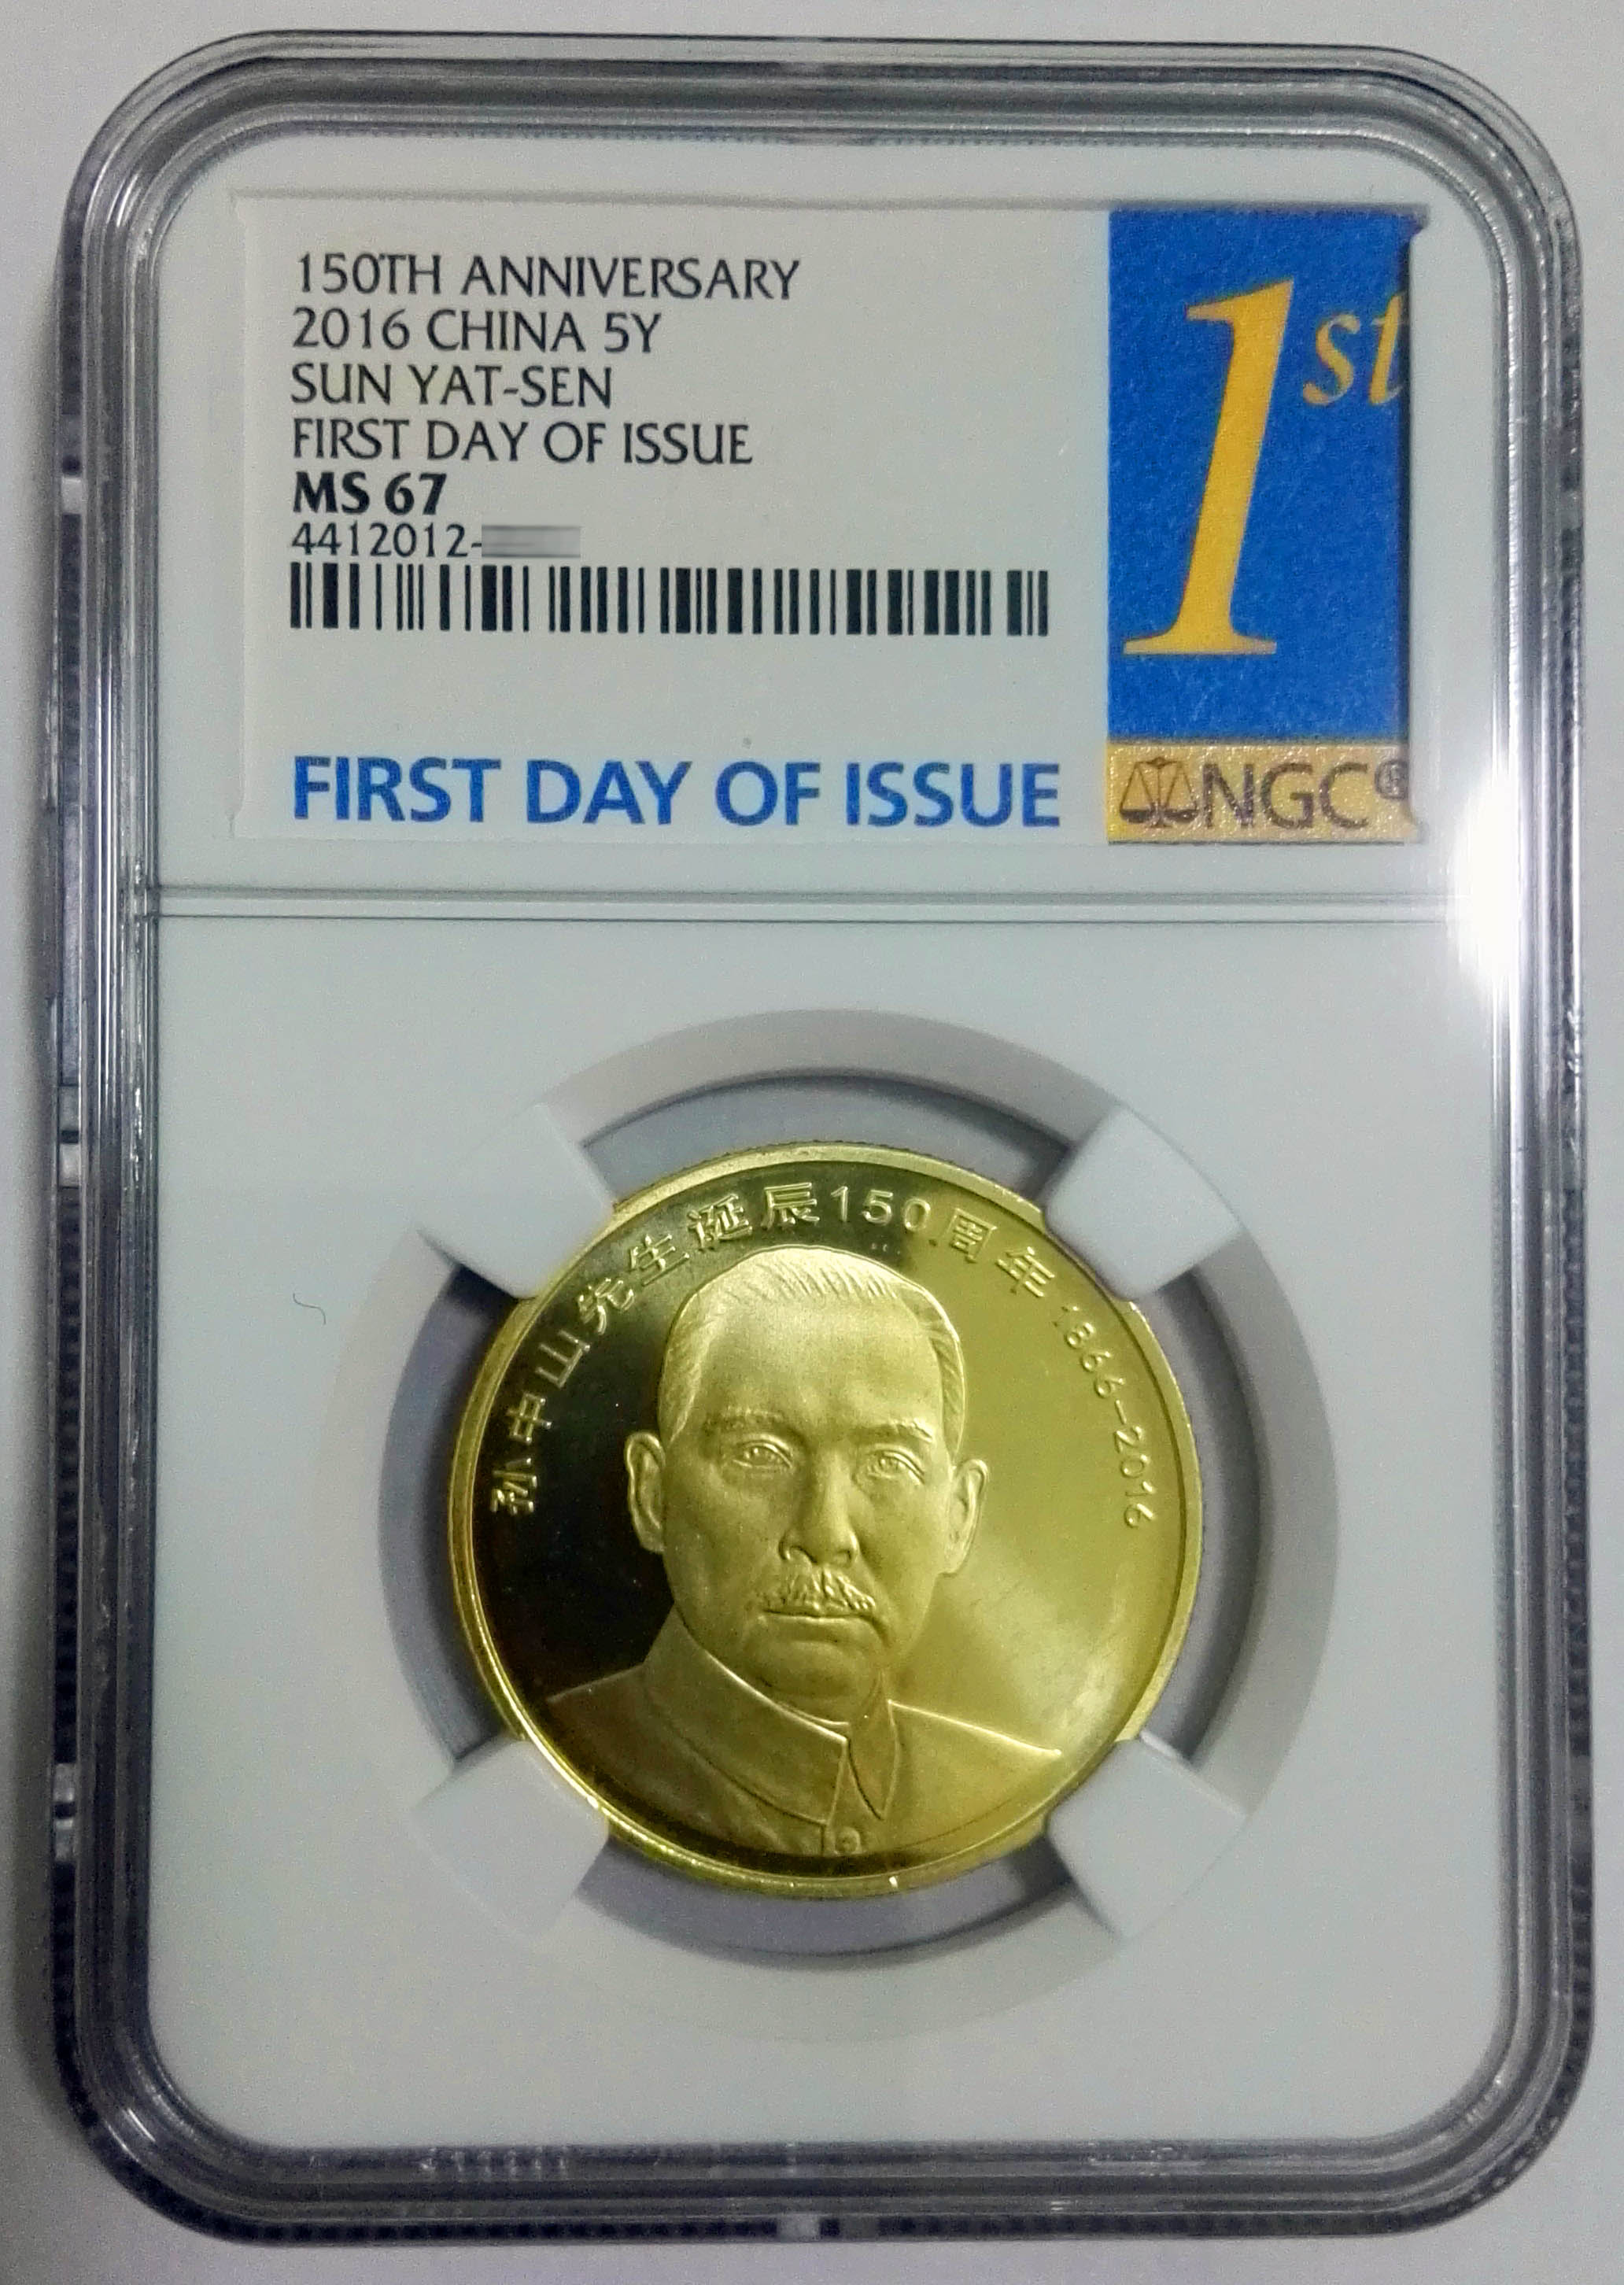 150TH ANNIVERSARY
2016 CHINA 5Y
SUN YAT-SEN
FIRST DAY OF ISSUE
MS 67
4412012-
1st
FIRST DAY OF ISSUE
NGC®
孙中山先生诞辰150周年 1866-2016